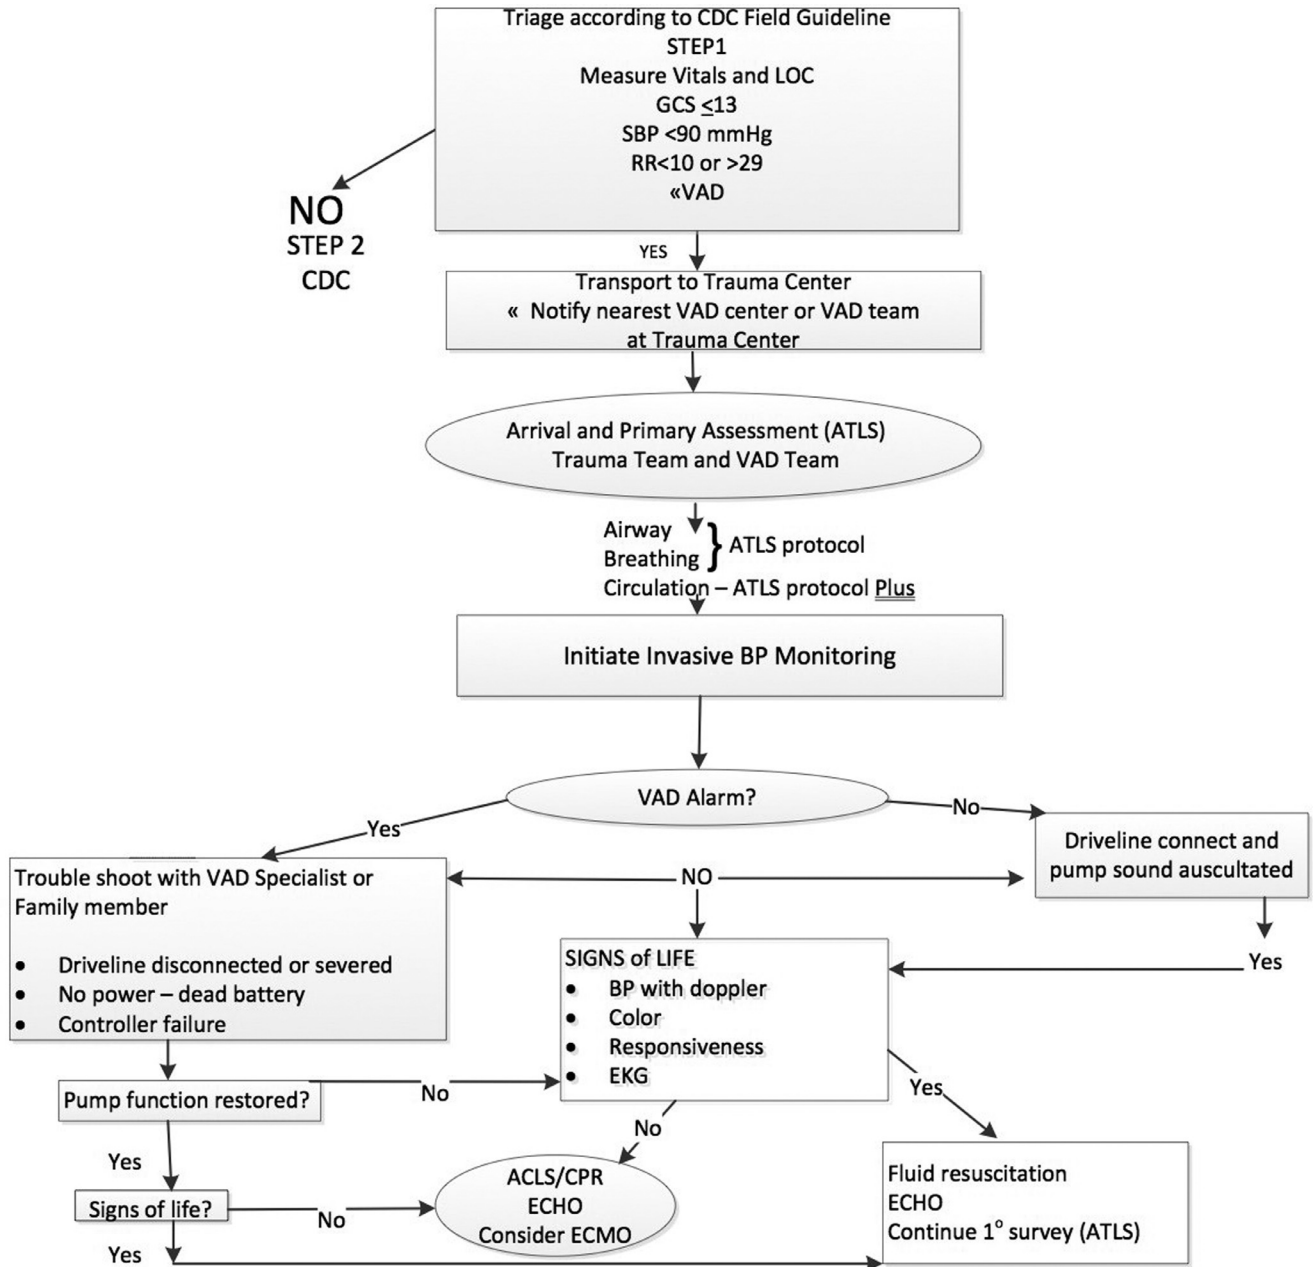 Triage according to CDC Field Guideline
STEP1
Measure Vitals and LOC
GCS ≤13
SBP <90 mmHg
RR<10 or >29
«VAD
NO
STEP 2
CDC
YES
Transport to Trauma Center
« Notify nearest VAD center or VAD team
at Trauma Center
Arrival and Primary Assessment (ATLS)
Trauma Team and VAD Team
Airway
Breathing
} ATLS protocol
Circulation – ATLS protocol Plus
Initiate Invasive BP Monitoring
VAD Alarm?
Yes
No
Driveline connect and
pump sound auscultated
Trouble shoot with VAD Specialist or
Family member
• Driveline disconnected or severed
• No power – dead battery
• Controller failure
NO
Yes
SIGNS of LIFE
• BP with doppler
• Color
• Responsiveness
• EKG
Pump function restored?
No
Yes
No
Yes
Signs of life?
No
ACLS/CPR
ECHO
Consider ECMO
Fluid resuscitation
ECHO
Continue 1° survey (ATLS)
Yes